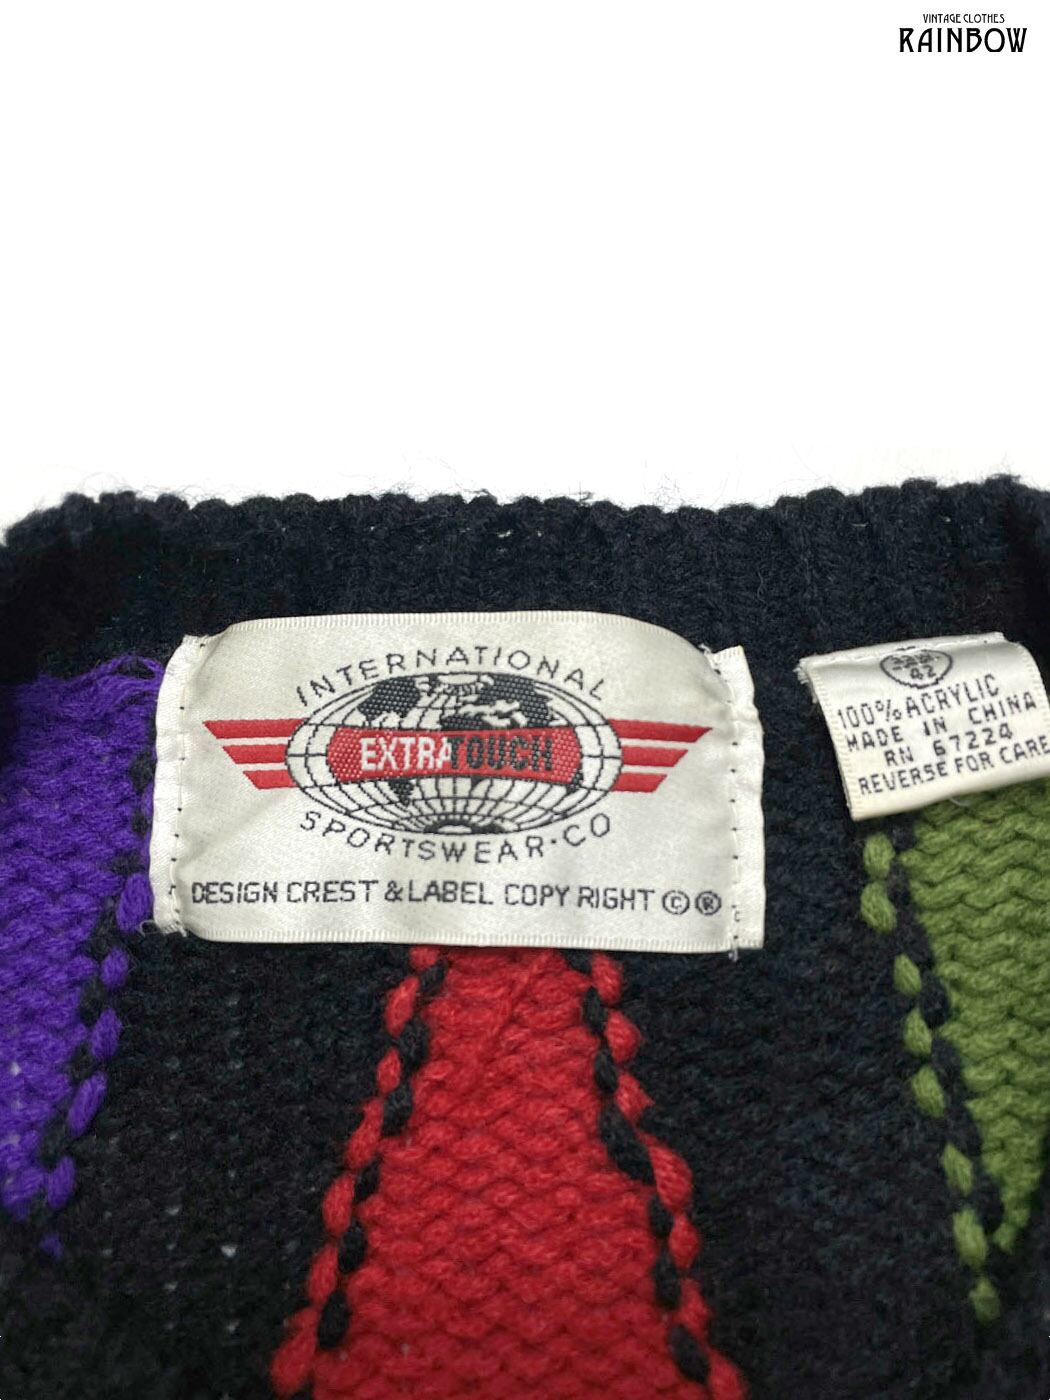 VINTAGE CLOTHES
RAINBOW
INTERNATIONAL
EXTRATOUCH
SPORTSWEAR·CO
DESIGN CREST & LABEL COPY RIGHT © ®
42
100% ACRYLIC
MADE IN CHINA
RN 67224
REVERSE FOR CARE